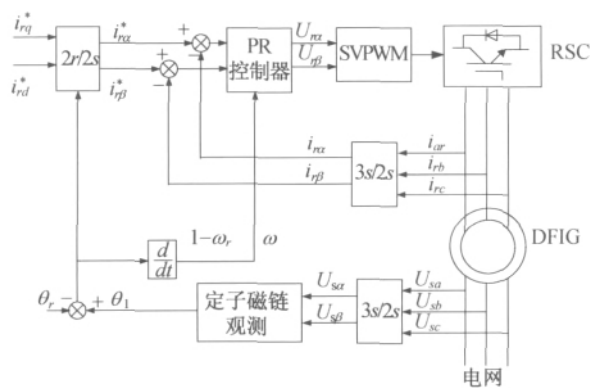 i*rq
i*rd
2r/2s
i*rα
i*rβ
+
−
+
−
PR
控制器
Urα
Urβ
SVPWM
RSC
irα
irβ
3s/2s
iar
irb
irc
DFIG
1−ωr ω
d
dt
θr − + θ1
定子磁链
观测
Usα
Usβ
3s/2s
Usa
Usb
Usc
电网